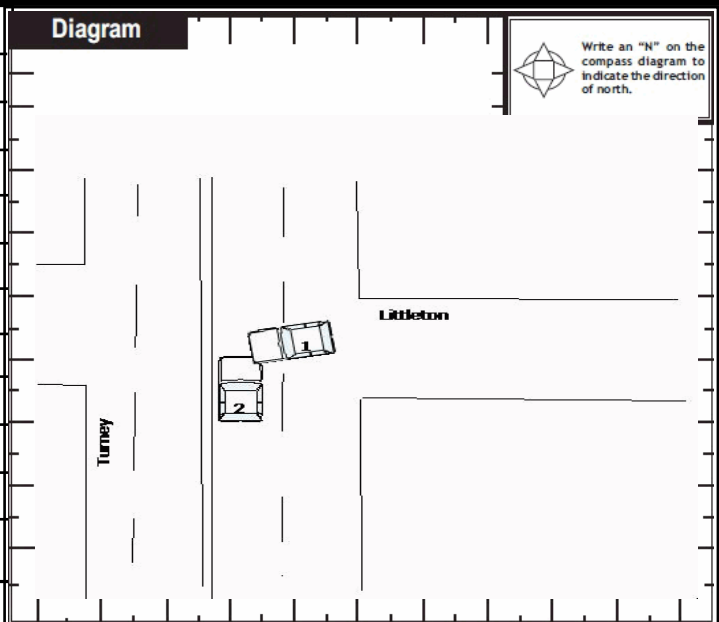 Diagram
Write an “N” on the
compass diagram to
indicate the direction
of north.
Littleton
1
2
Turney